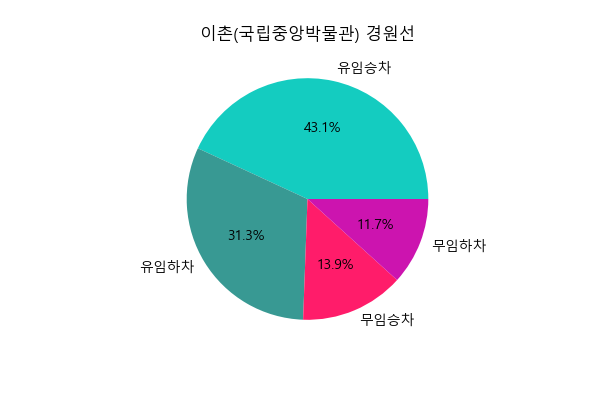 이촌(국립중앙박물관) 경원선
유임승차
43.1%
31.3%
11.7%
13.9%
유임하차
무임하차
무임승차